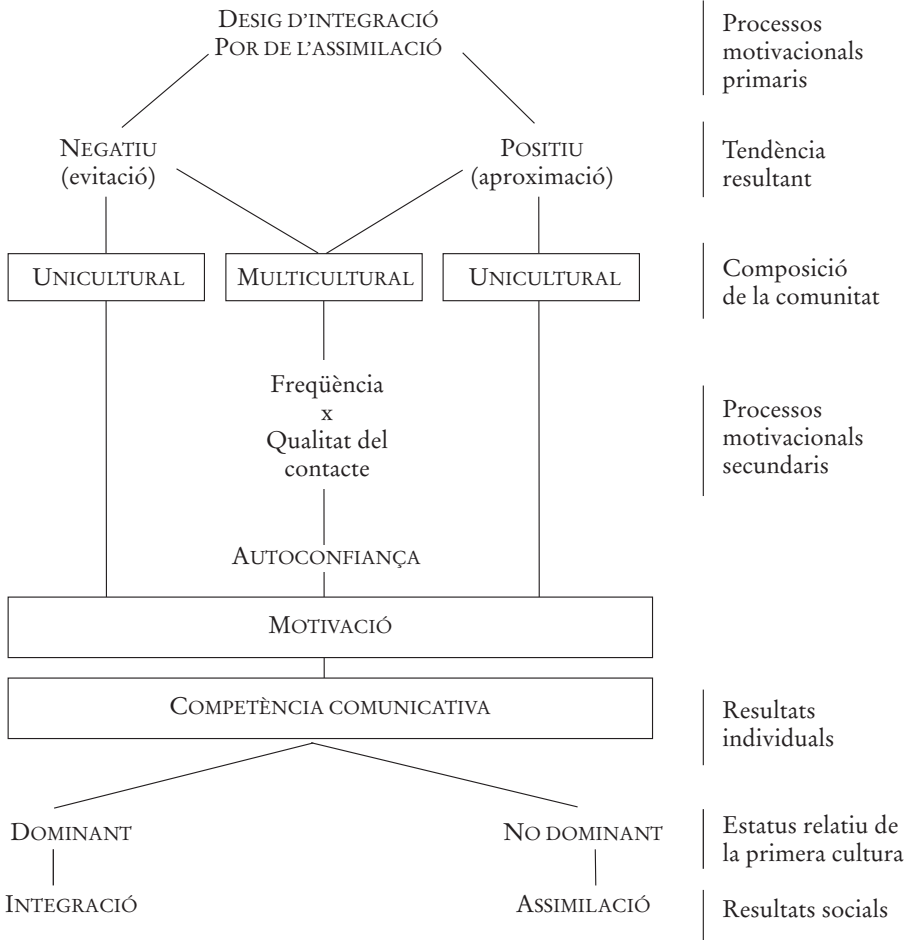 DESIG D’INTEGRACIÓ
POR DE L’ASSIMILACIÓ
Processos
motivacionals
primaris
NEGATIU
(evitació)
POSITIU
(aproximació)
Tendència
resultant
UNICULTURAL
MULTICULTURAL
UNICULTURAL
Composició
de la comunitat
Freqüència
x
Qualitat del
contacte
Processos
motivacionals
secundaris
AUTOCONFIANÇA
MOTIVACIÓ
COMPETÈNCIA COMUNICATIVA
Resultats
individuals
DOMINANT
NO DOMINANT
Estatus relatiu de
la primera cultura
INTEGRACIÓ
ASSIMILACIÓ
Resultats socials